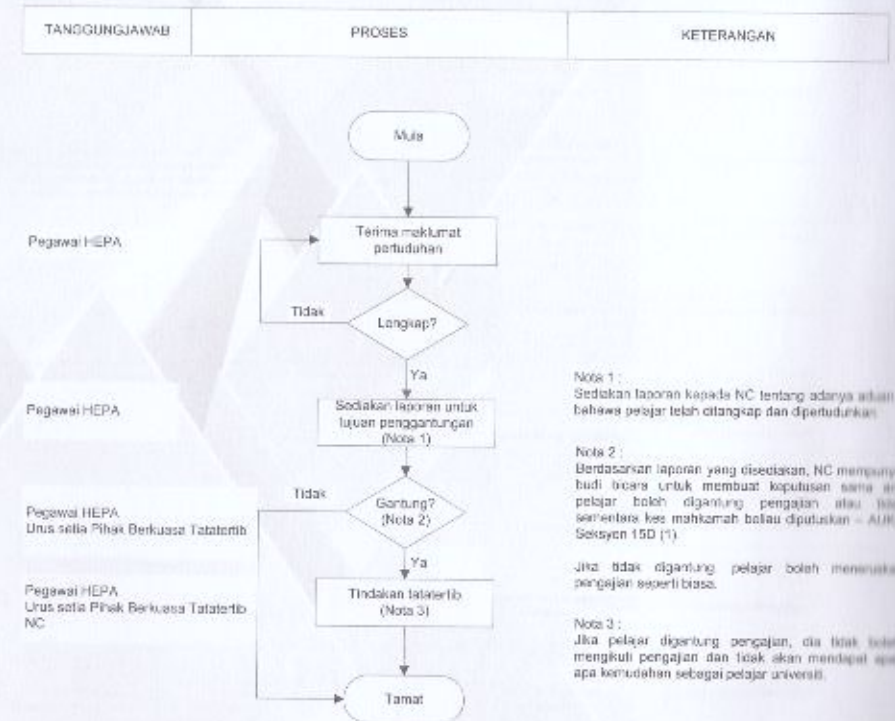 TANGGUNGJAWAB
PROSES
KETERANGAN
Mula
Pegawai HEPA
Terima maklumat
pertuduhan
Tidak
Lengkap?
Ya
Pegawai HEPA
Sediakan laporan untuk
tujuan penggantungan
(Nota 1)
Nota 1 :
Sediakan laporan kepada NC tentang adanya aduan
bahawa pelajar telah ditangkap dan dipertuduhkan
Tidak
Gantung?
(Nota 2)
Pegawai HEPA
Urus setia Pihak Berkuasa Tatatertib
Nota 2 :
Berdasarkan laporan yang disediakan, NC mempuny
budi bicara untuk membuat keputusan sama
pelajar boleh digantung pengajian atau
sementara kes mahkamah beliau diputuskan –
Seksyen 15D (1)
Jika tidak digantung, pelajar boleh meneruska
pengajian seperti biasa.
Ya
Pegawai HEPA
Urus setia Pihak Berkuasa Tatatertib
NC
Tindakan tatatertib
(Nota 3)
Nota 3 :
Jika pelajar digantung pengajian, dia tidak boleh
mengikuti pengajian dan tidak akan mendapat apa
apa kemudahan sebagai pelajar universiti.
Tamat